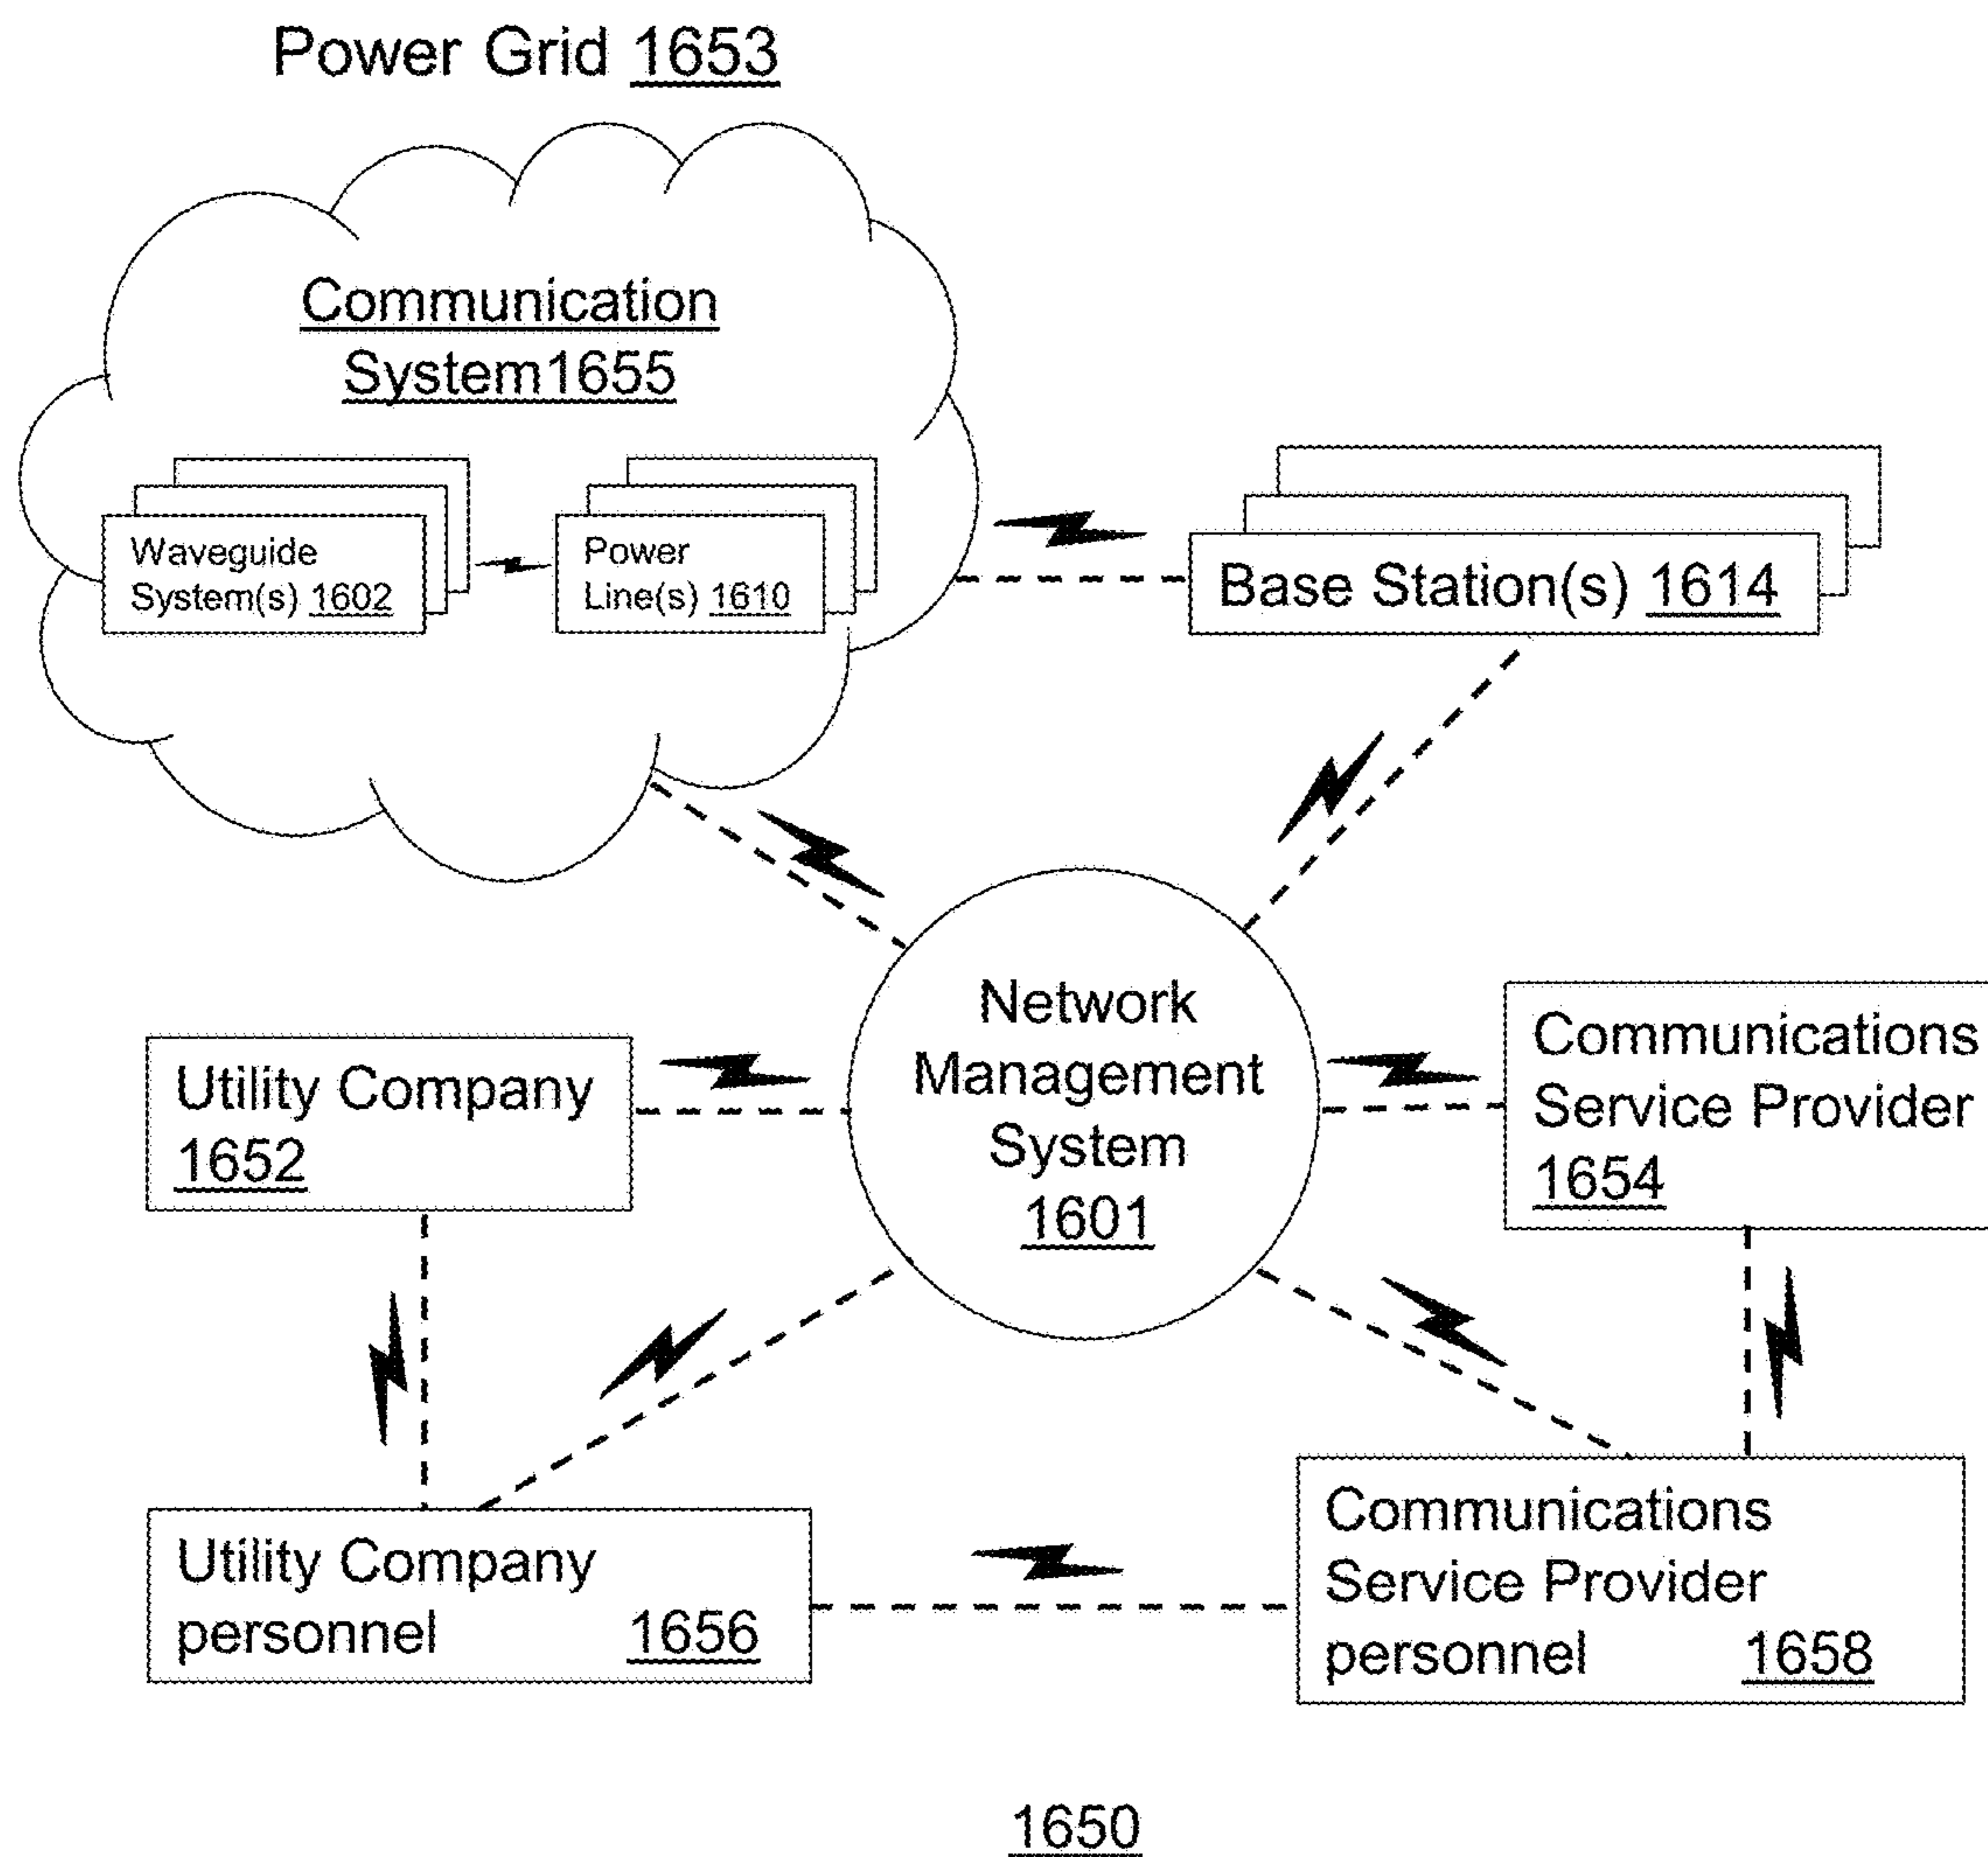 Power Grid 1653
Communication
System1655
Waveguide
System(s) 1602
Power
Line(s) 1610
Base Station(s) 1614
Network
Management
System
1601
Utility Company
1652
Communications
Service Provider
1654
Utility Company
personnel 1656
Communications
Service Provider
personnel 1658
1650